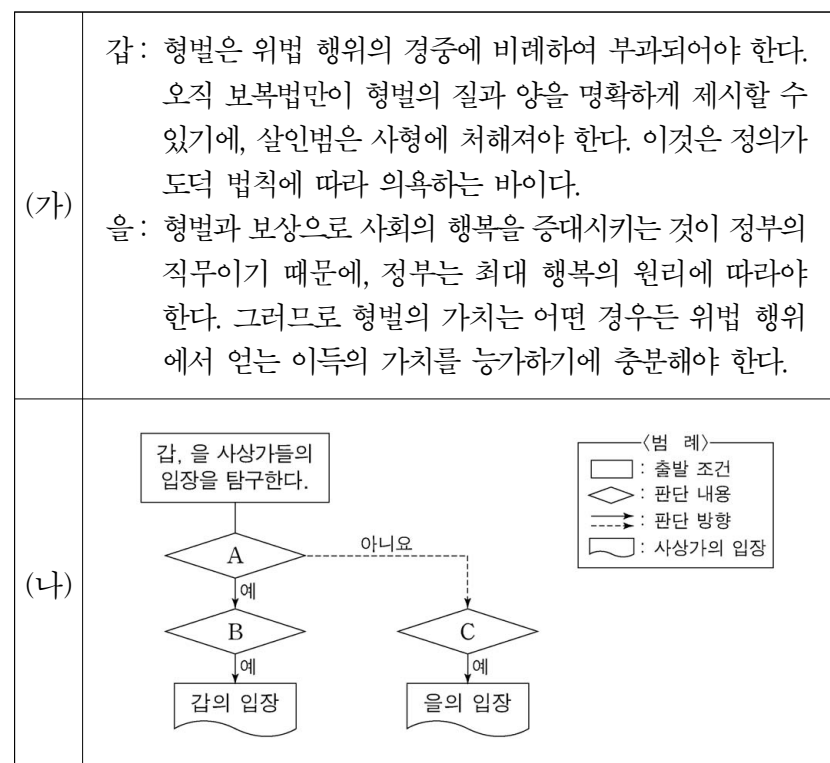 (가)
갑 : 형벌은 위법 행위의 경중에 비례하여 부과되어야 한다.
오직 보복법만이 형벌의 질과 양을 명확하게 제시할 수
있기에, 살인범은 사형에 처해져야 한다. 이것은 정의가
도덕 법칙에 따라 의욕하는 바이다.
을 : 형벌과 보상으로 사회의 행복을 증대시키는 것이 정부의
직무이기 때문에, 정부는 최대 행복의 원리에 따라야
한다. 그러므로 형벌의 가치는 어떤 경우든 위법 행위
에서 얻는 이득의 가치를 능가하기에 충분해야 한다.
(나)
갑, 을 사상가들의
입장을 탐구한다.
A
아니요
예
B
C
예
예
갑의 입장
을의 입장
〈범 례〉
: 출발 조건
: 판단 내용
: 판단 방향
: 사상가의 입장